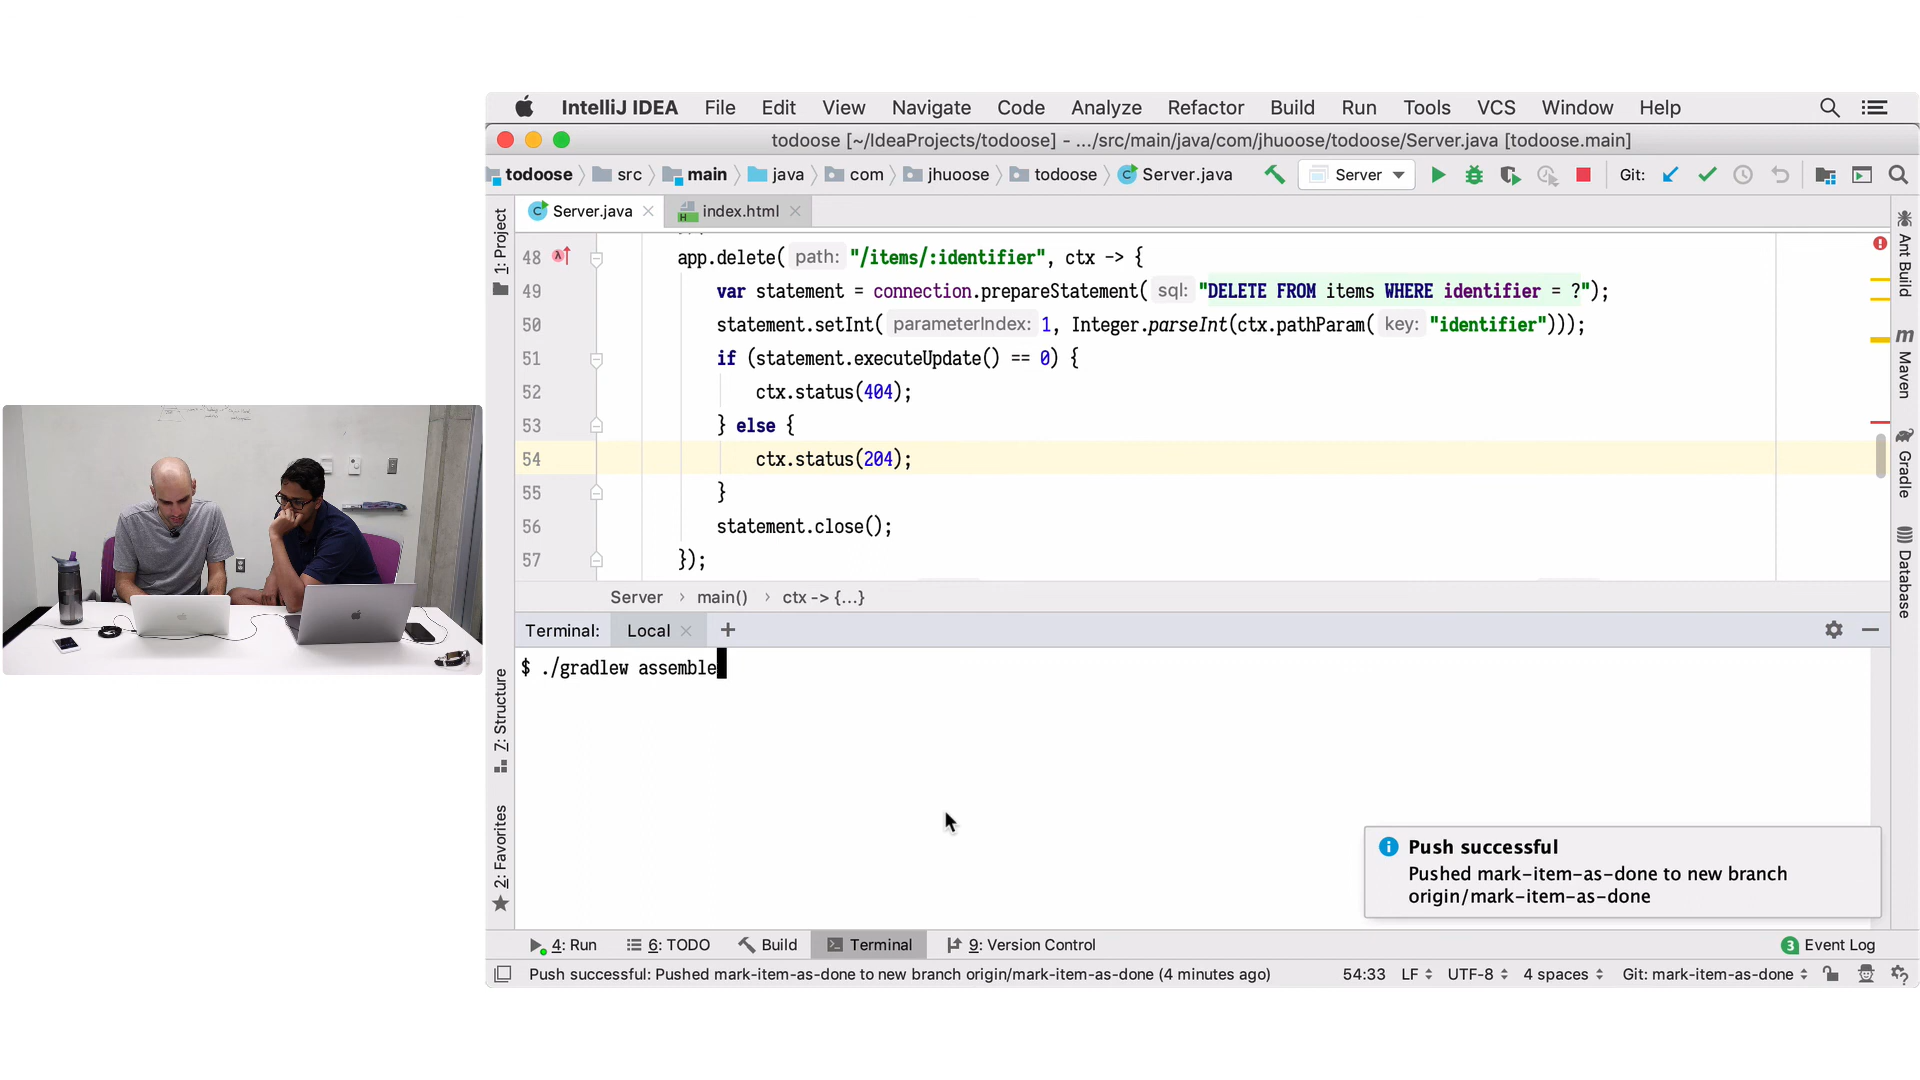 IntelliJ IDEA File Edit View Navigate Code Analyze Refactor Build Run Tools VCS Window Help
todoose [~/IdeaProjects/todoose] - .../src/main/java/com/jhuoose/todoose/Server.java [todoose.main]
todoose src main java com jhuoose todoose Server.java Server Git:
Server.java index.html
1: Project
48 app.delete( path: "/items/:identifier", ctx -> {
49 var statement = connection.prepareStatement( sql: "DELETE FROM items WHERE identifier = ?");
50 statement.setInt( parameterIndex: 1, Integer.parseInt(ctx.pathParam( key: "identifier")));
51 if (statement.executeUpdate() == 0) {
52 ctx.status(404);
53 } else {
54 ctx.status(204);
55 }
56 statement.close();
57 });
Server main() ctx -> {...}
Ant Build
Maven
Gradle
Database
Terminal: Local
$ ./gradlew assemble
7: Structure
2: Favorites
Push successful
Pushed mark-item-as-done to new branch
origin/mark-item-as-done
4: Run 6: TODO Build Terminal 9: Version Control 3 Event Log
Push successful: Pushed mark-item-as-done to new branch origin/mark-item-as-done (4 minutes ago) 54:33 LF UTF-8 4 spaces Git: mark-item-as-done